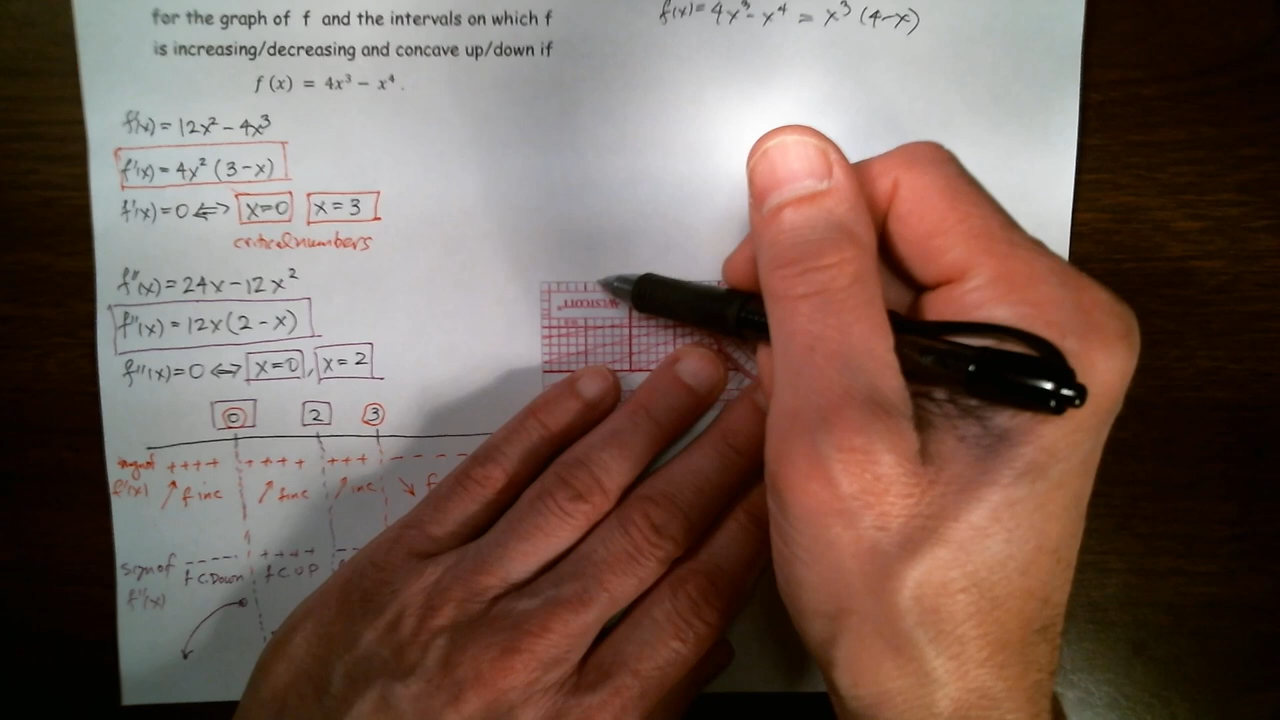 for the graph of f and the intervals on which f
is increasing/decreasing and concave up/down if
f (x) = 4x³ − x⁴.
f(x) = 4x³ - x⁴ = x³ (4-x)
f'(x) = 12x² - 4x³
f'(x) = 4x² (3-x)
f'(x) = 0 ⟺ x=0 x = 3
critical numbers
f''(x) = 24x - 12x²
f''(x) = 12x (2-x)
f''(x) = 0 ⟺ x=0, x=2
0 2 3
sign of + + + + + + + + + + + - - - -
f'(x) ↗ f inc ↗ f inc ↗ inc ↘ f
sign of - - - - + + + + - -
f C. Down f C. UP
f''(x)
WESTCOTT